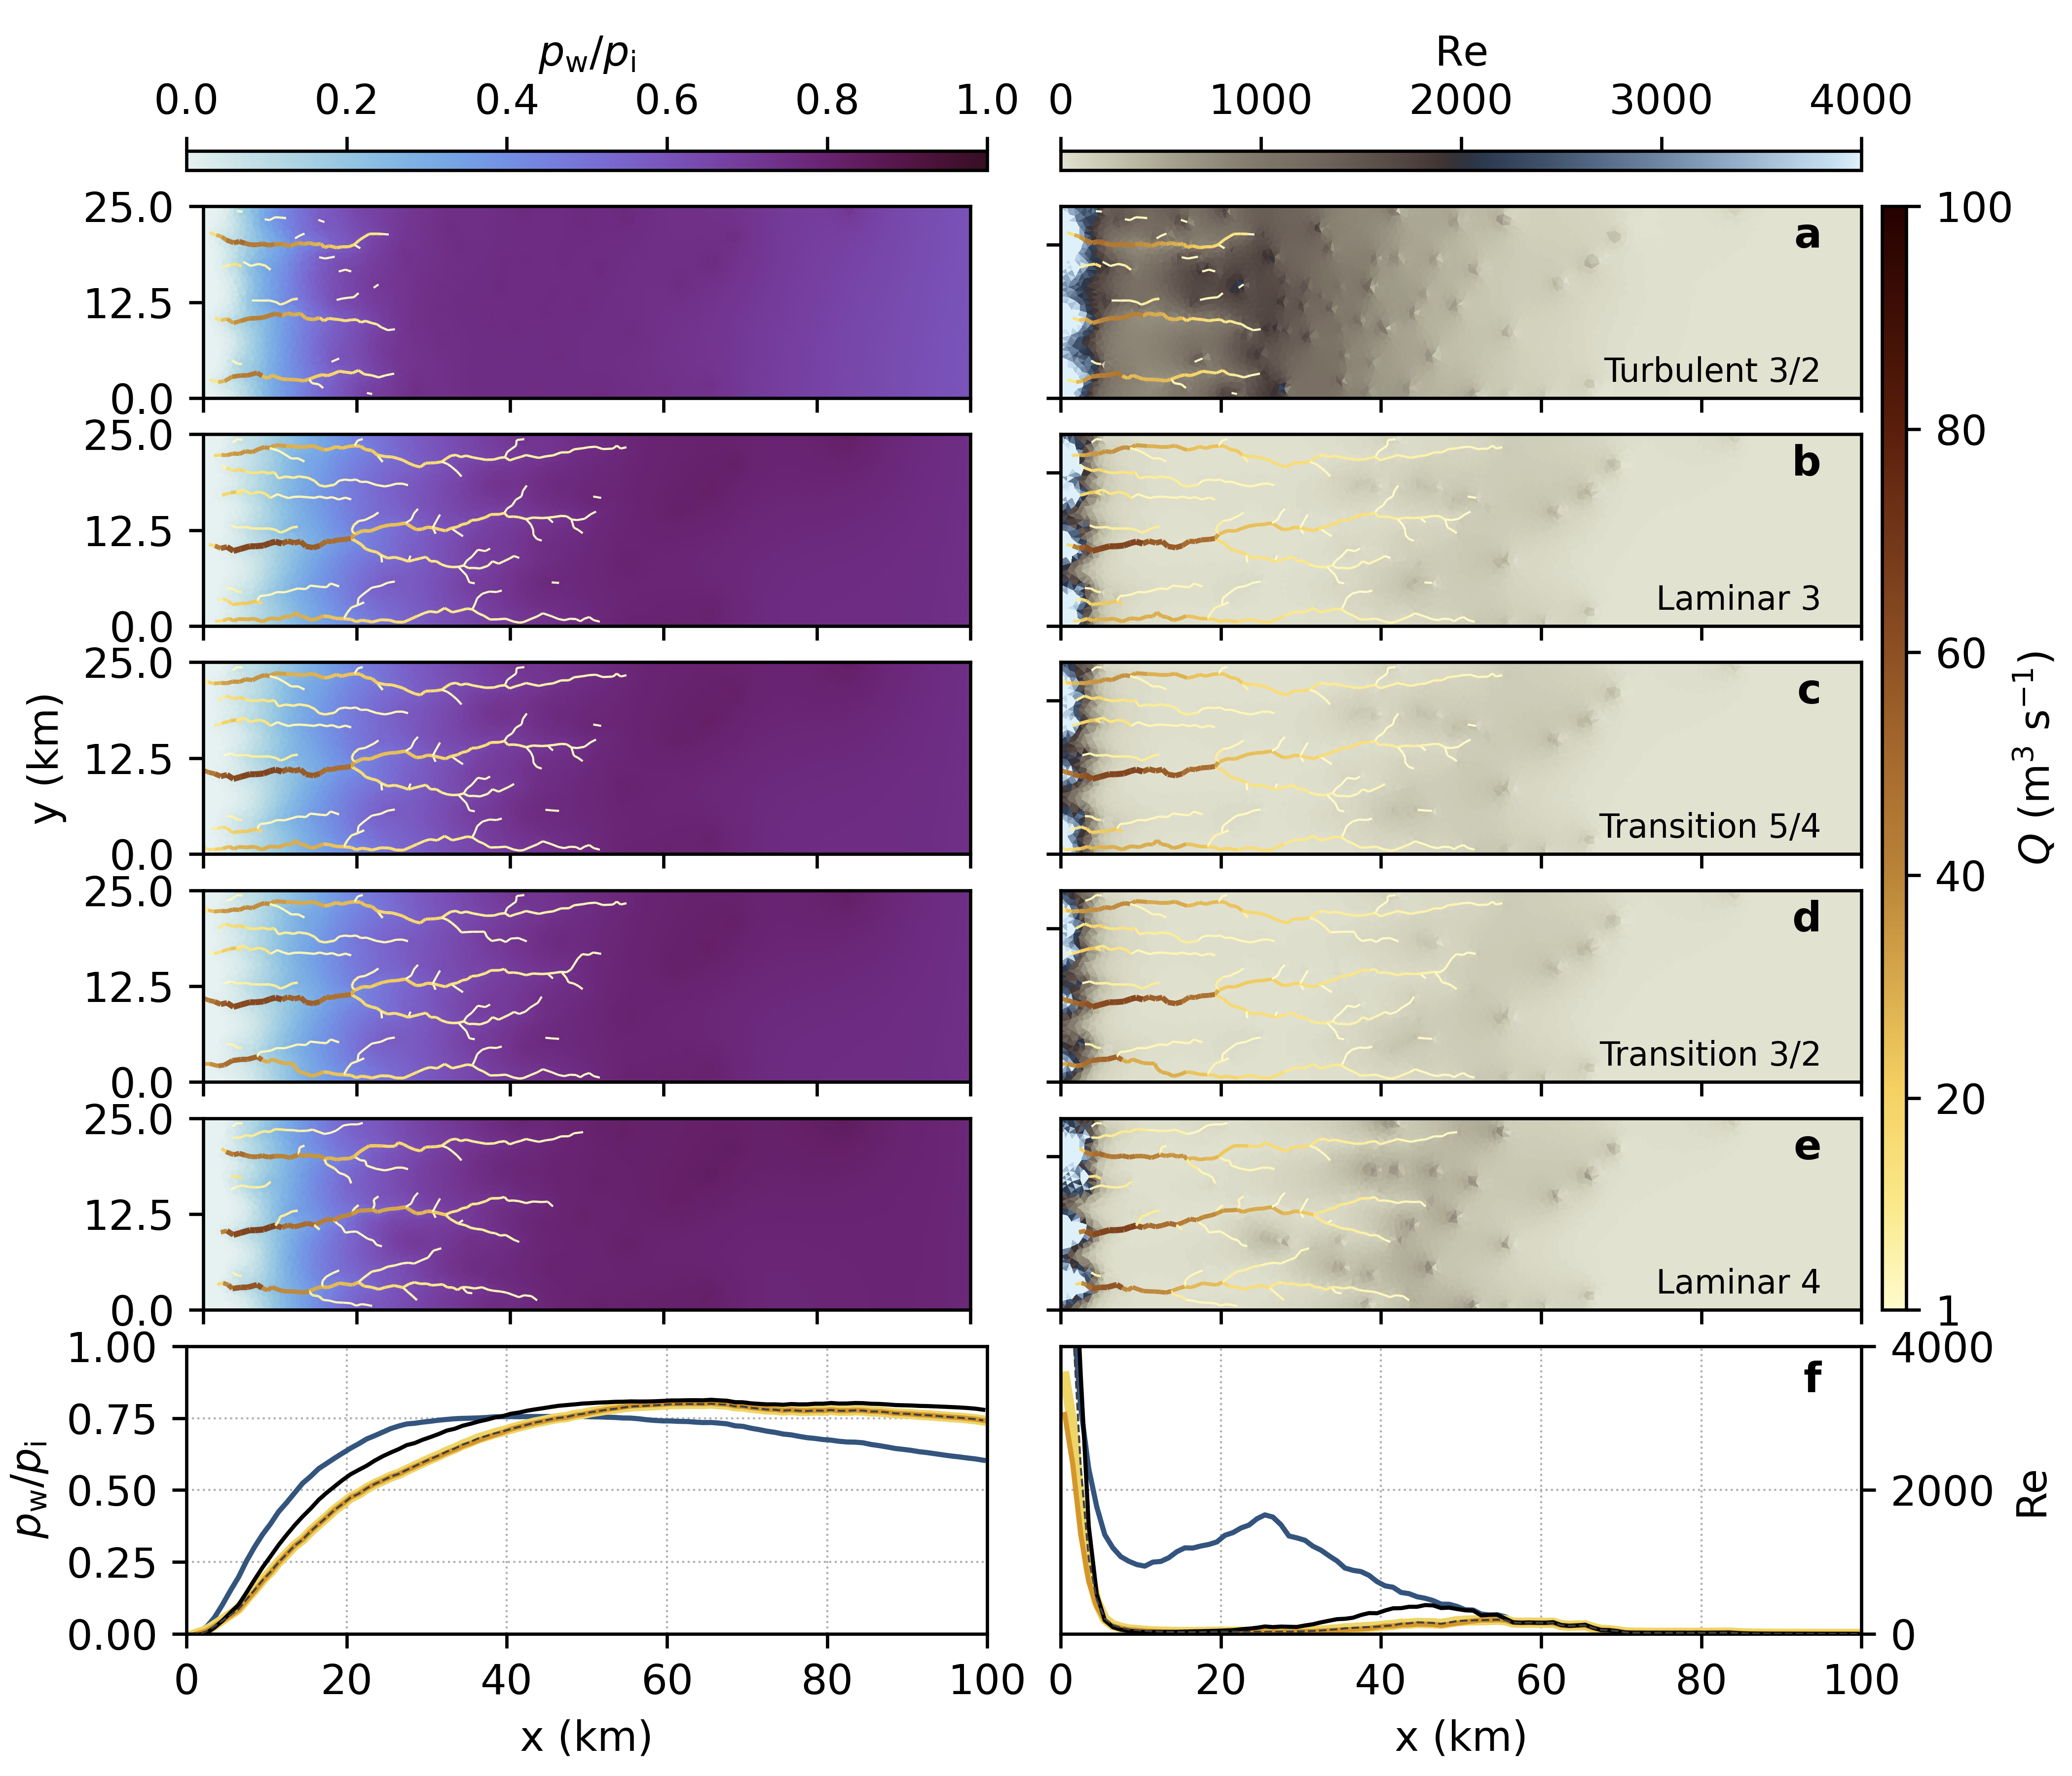 pw/pi
Re
0.0 0.2 0.4 0.6 0.8 1.0
0 1000 2000 3000 4000
25.0
12.5
0.0
a
Turbulent 3/2
25.0
12.5
0.0
b
Laminar 3
25.0
12.5
0.0
c
Transition 5/4
25.0
12.5
0.0
d
Transition 3/2
25.0
12.5
0.0
e
Laminar 4
y (km)
100
80
60
40
20
1
Q (m³ s⁻¹)
1.00
0.75
0.50
0.25
0.00
pw/pi
0 20 40 60 80 100
x (km)
f
4000
2000
0
Re
0 20 40 60 80 100
x (km)